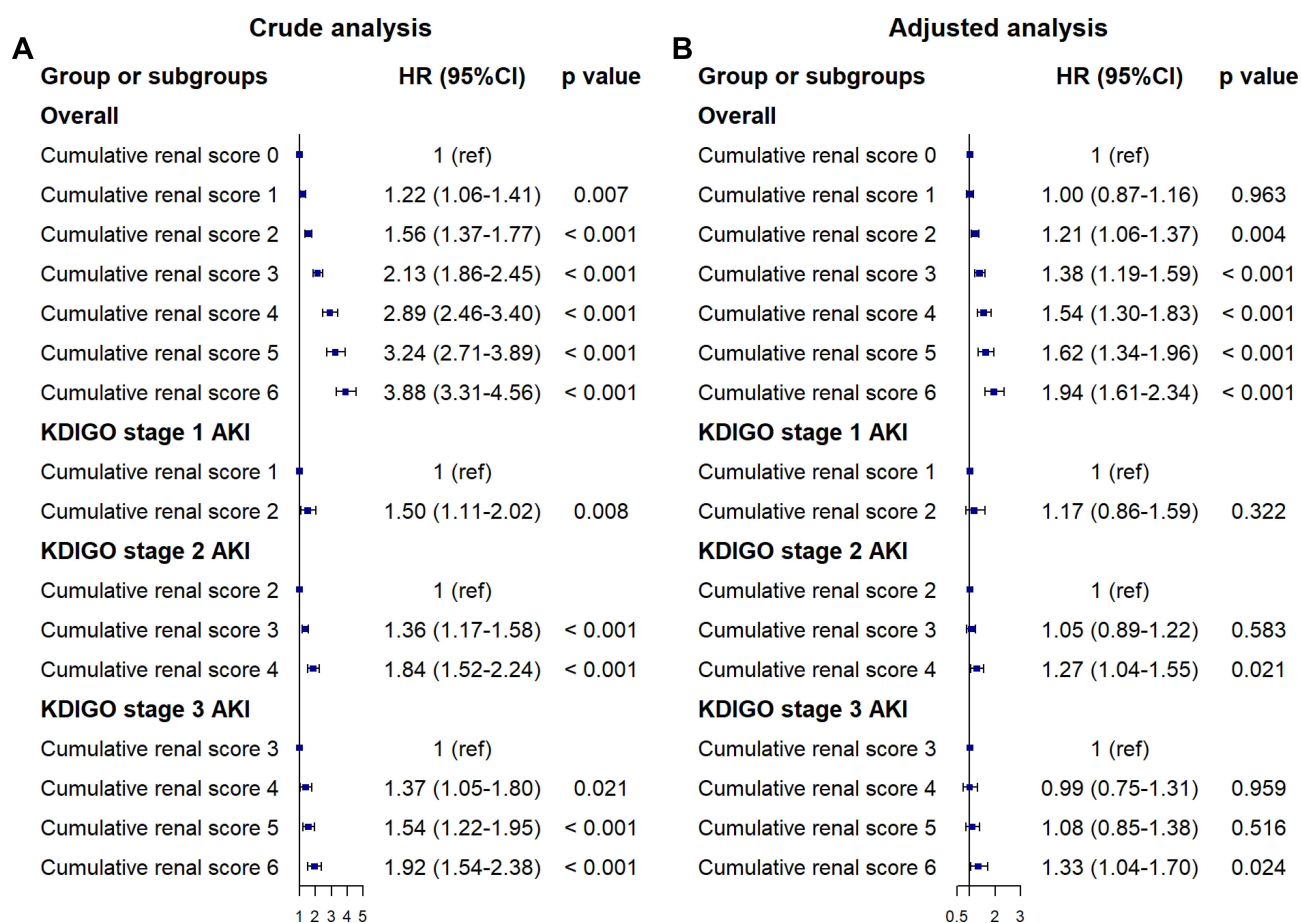 Crude analysis
A
Group or subgroups HR (95%CI) p value
Overall
Cumulative renal score 0 1 (ref)
Cumulative renal score 1 1.22 (1.06-1.41) 0.007
Cumulative renal score 2 1.56 (1.37-1.77) < 0.001
Cumulative renal score 3 2.13 (1.86-2.45) < 0.001
Cumulative renal score 4 2.89 (2.46-3.40) < 0.001
Cumulative renal score 5 3.24 (2.71-3.89) < 0.001
Cumulative renal score 6 3.88 (3.31-4.56) < 0.001
KDIGO stage 1 AKI
Cumulative renal score 1 1 (ref)
Cumulative renal score 2 1.50 (1.11-2.02) 0.008
KDIGO stage 2 AKI
Cumulative renal score 2 1 (ref)
Cumulative renal score 3 1.36 (1.17-1.58) < 0.001
Cumulative renal score 4 1.84 (1.52-2.24) < 0.001
KDIGO stage 3 AKI
Cumulative renal score 3 1 (ref)
Cumulative renal score 4 1.37 (1.05-1.80) 0.021
Cumulative renal score 5 1.54 (1.22-1.95) < 0.001
Cumulative renal score 6 1.92 (1.54-2.38) < 0.001
1 2 3 4 5
Adjusted analysis
B
Group or subgroups HR (95%CI) p value
Overall
Cumulative renal score 0 1 (ref)
Cumulative renal score 1 1.00 (0.87-1.16) 0.963
Cumulative renal score 2 1.21 (1.06-1.37) 0.004
Cumulative renal score 3 1.38 (1.19-1.59) < 0.001
Cumulative renal score 4 1.54 (1.30-1.83) < 0.001
Cumulative renal score 5 1.62 (1.34-1.96) < 0.001
Cumulative renal score 6 1.94 (1.61-2.34) < 0.001
KDIGO stage 1 AKI
Cumulative renal score 1 1 (ref)
Cumulative renal score 2 1.17 (0.86-1.59) 0.322
KDIGO stage 2 AKI
Cumulative renal score 2 1 (ref)
Cumulative renal score 3 1.05 (0.89-1.22) 0.583
Cumulative renal score 4 1.27 (1.04-1.55) 0.021
KDIGO stage 3 AKI
Cumulative renal score 3 1 (ref)
Cumulative renal score 4 0.99 (0.75-1.31) 0.959
Cumulative renal score 5 1.08 (0.85-1.38) 0.516
Cumulative renal score 6 1.33 (1.04-1.70) 0.024
0.5 2 3